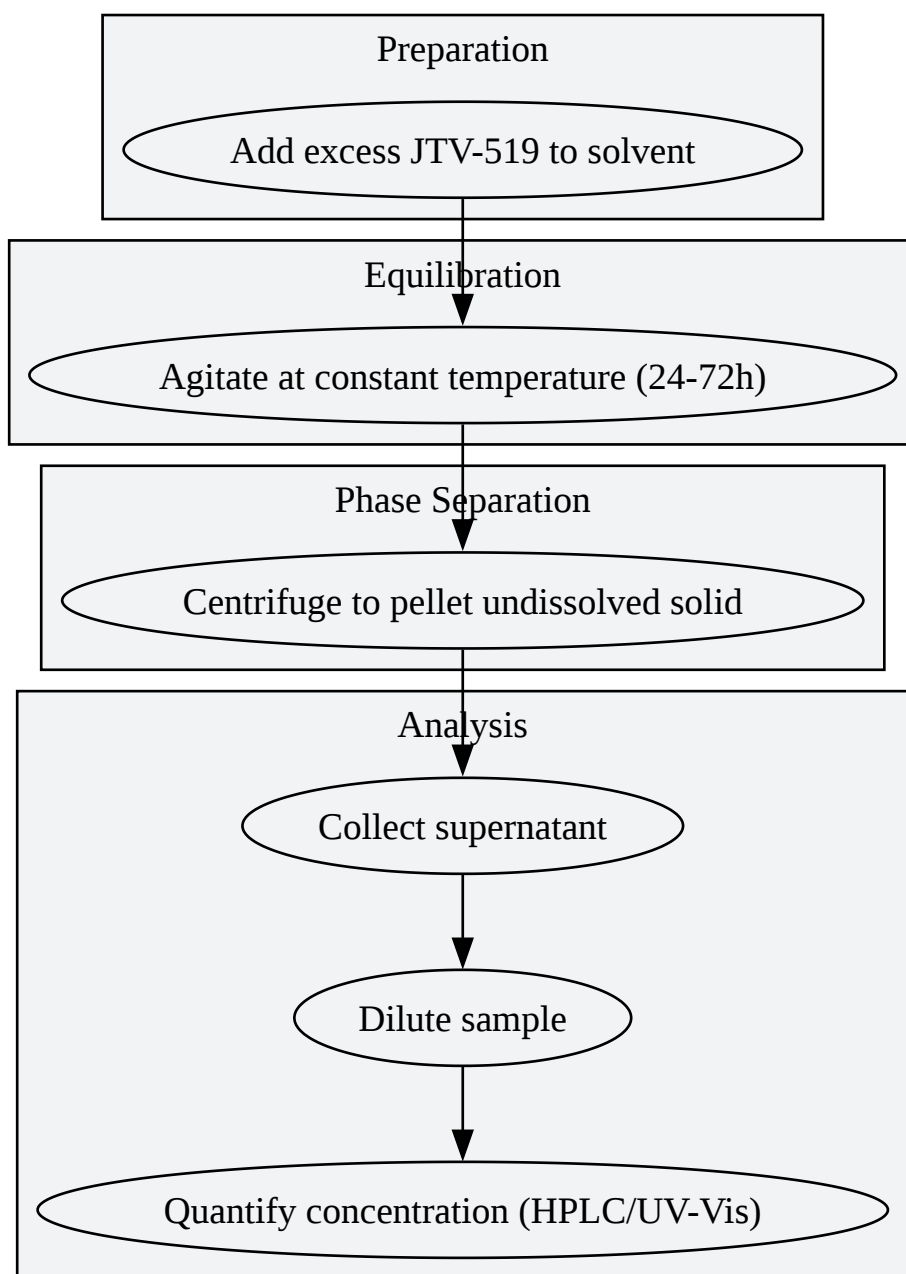 Preparation
Add excess JTV-519 to solvent
Equilibration
Agitate at constant temperature (24-72h)
Phase Separation
Centrifuge to pellet undissolved solid
Analysis
Collect supernatant
Dilute sample
Quantify concentration (HPLC/UV-Vis)